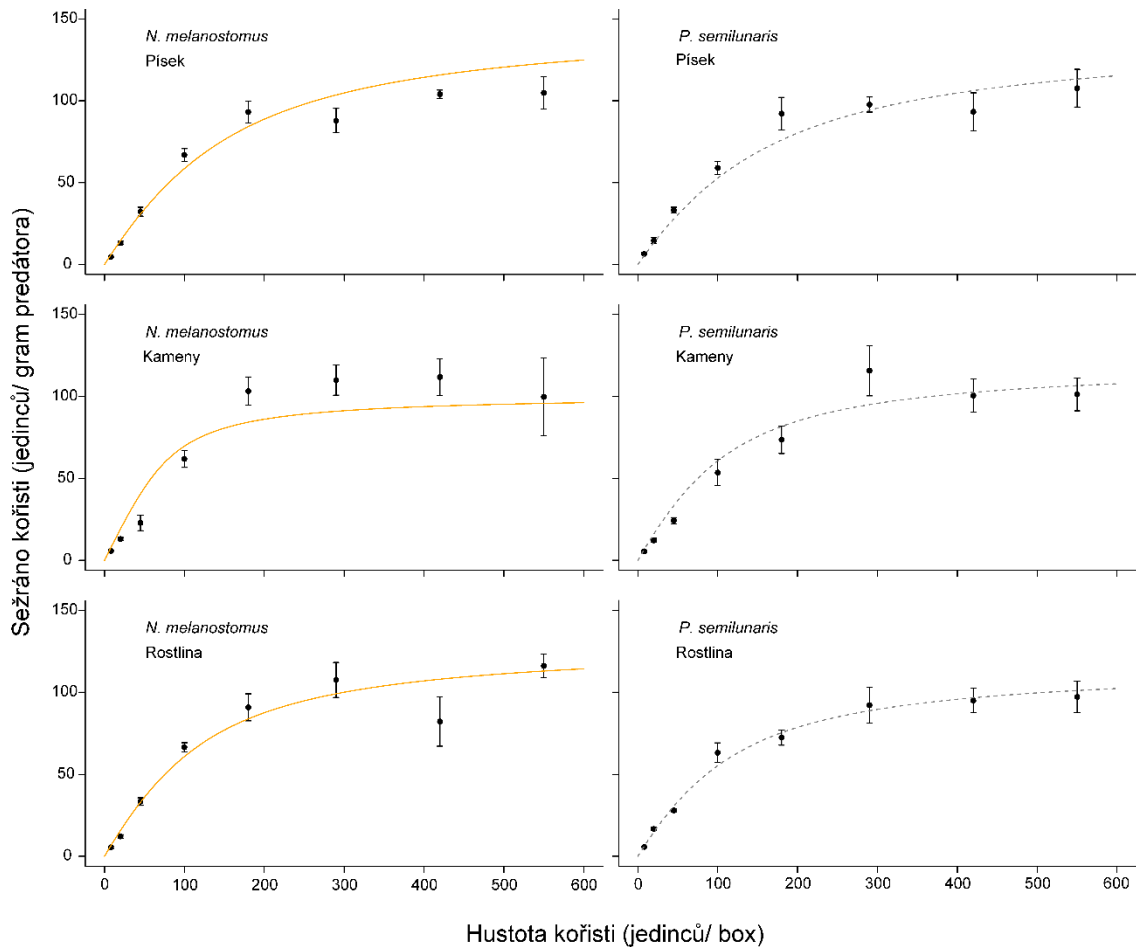 Sežráno kořisti (jedinců/ gram predátora)
150
100
50
0
N. melanostomus
Písek
P. semilunaris
Písek
150
100
50
0
N. melanostomus
Kameny
P. semilunaris
Kameny
150
100
50
0
N. melanostomus
Rostlina
P. semilunaris
Rostlina
0 100 200 300 400 500 600
0 100 200 300 400 500 600
Hustota kořisti (jedinců/ box)